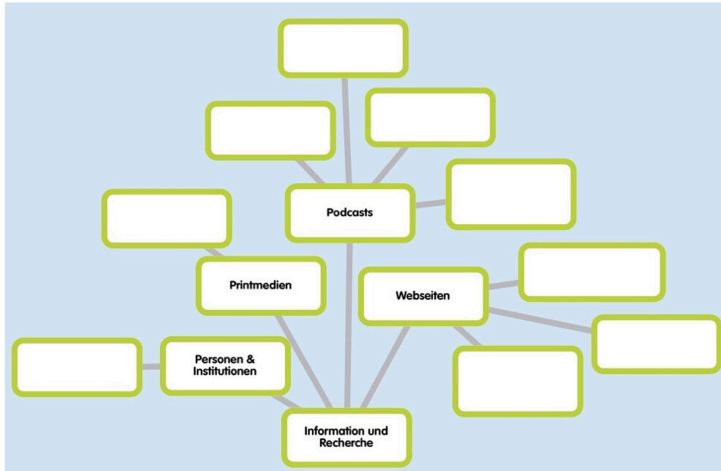 Podcasts
Printmedien
Webseiten
Personen &
Institutionen
Information und
Recherche